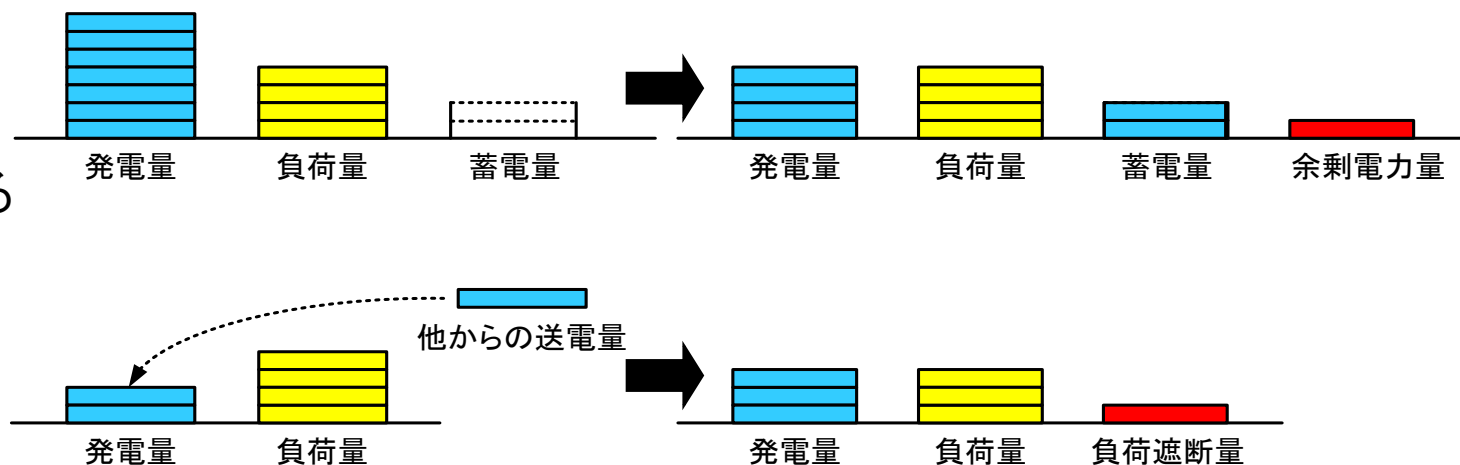 発電量 負荷量 蓄電量 発電量 負荷量 蓄電量 余剰電力量
る
他からの送電量
発電量 負荷量 発電量 負荷量 負荷遮断量